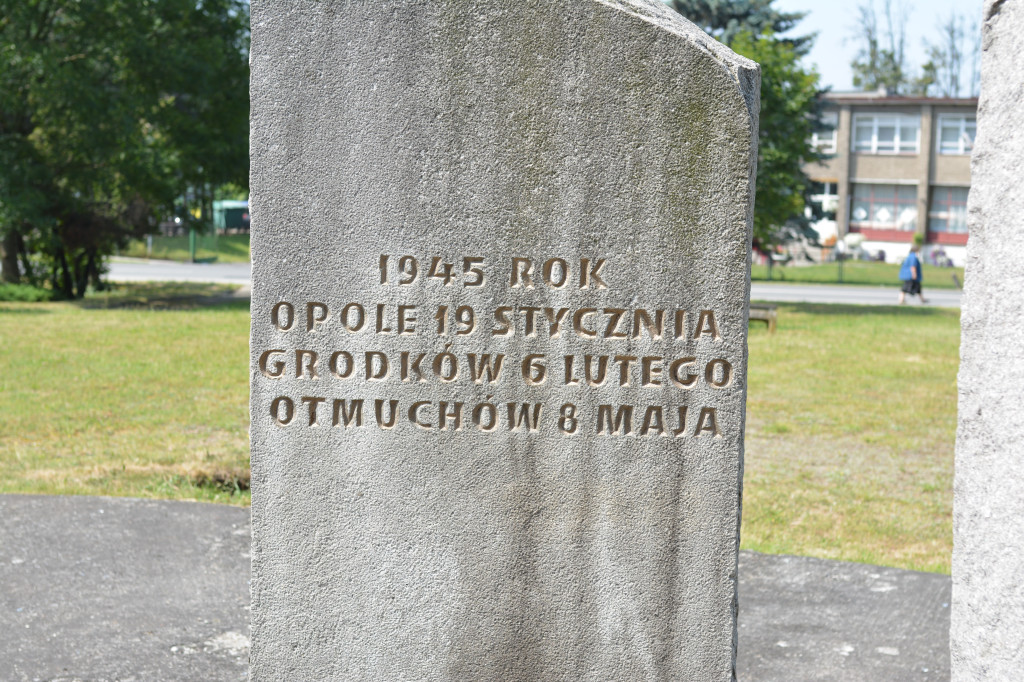 1945 ROK
OPOLE 19 STYCZNIA
GRODKÓW 6 LUTEGO
OTMUCHÓW 8 MAJA